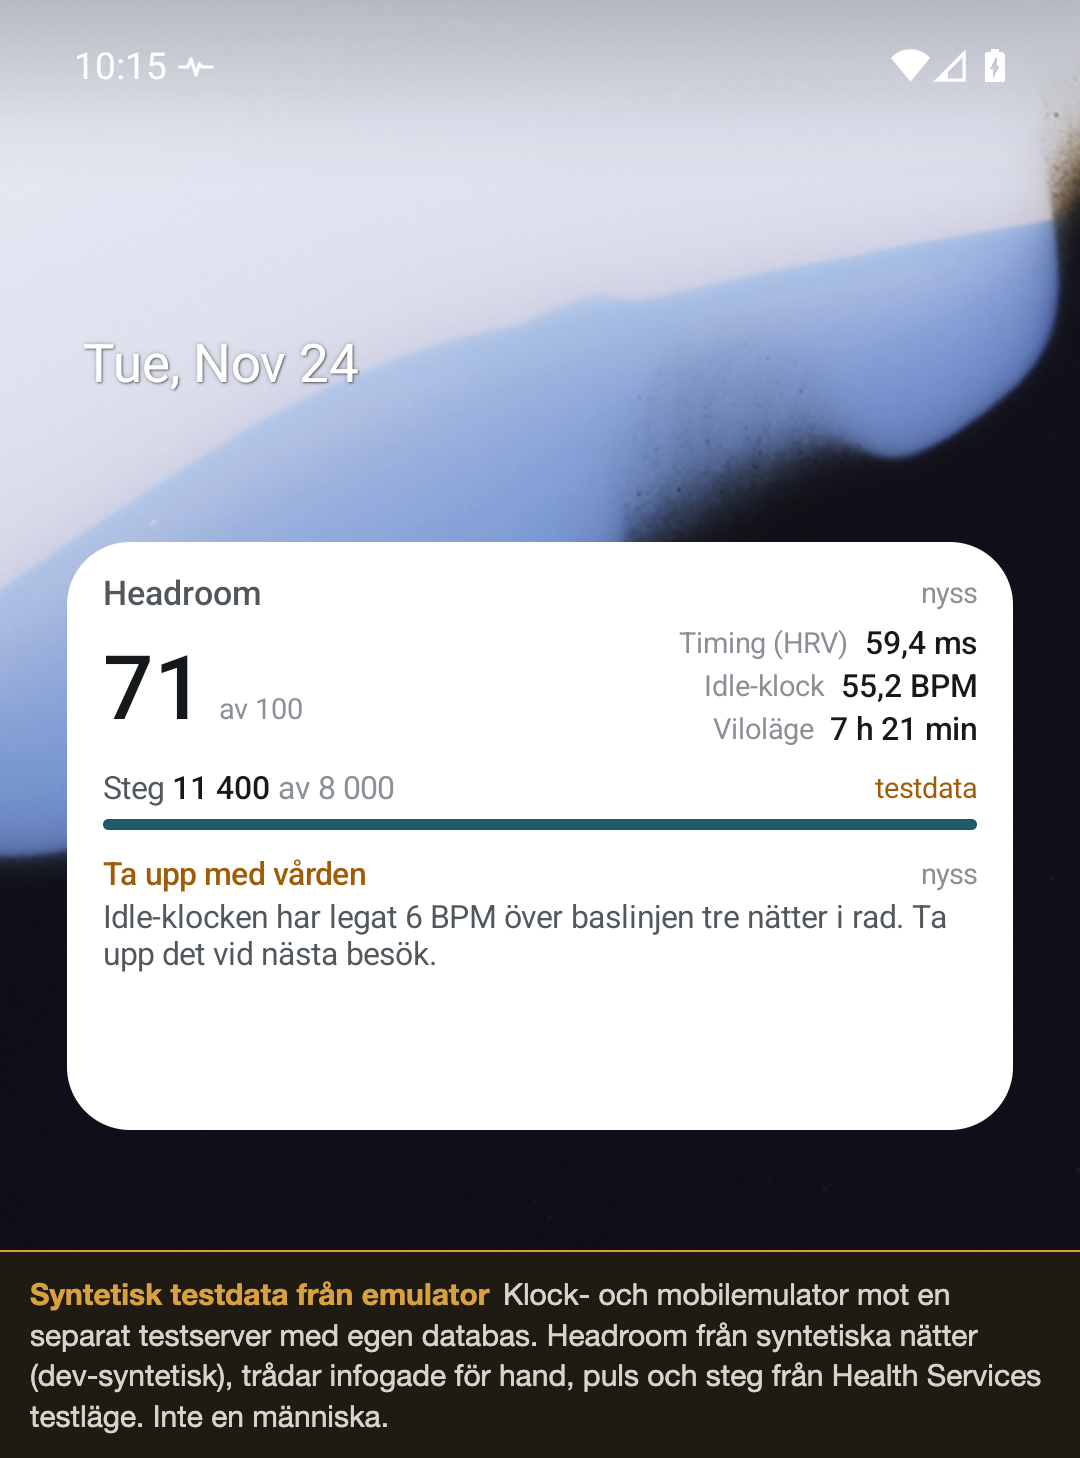 10:15
Tue, Nov 24
Headroom nyss
71 av 100
Timing (HRV) 59,4 ms
Idle-klock 55,2 BPM
Viloläge 7 h 21 min
Steg 11 400 av 8 000 testdata
Ta upp med vården nyss
Idle-klocken har legat 6 BPM över baslinjen tre nätter i rad. Ta
upp det vid nästa besök.
Syntetisk testdata från emulator Klock- och mobilemulator mot en
separat testserver med egen databas. Headroom från syntetiska nätter
(dev-syntetisk), trådar infogade för hand, puls och steg från Health Services
testläge. Inte en människa.